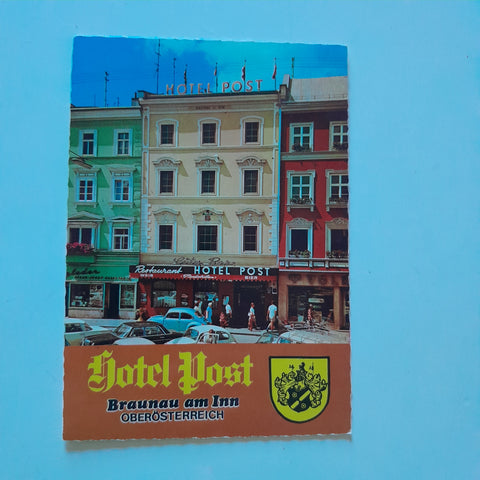 HOTEL POST
Restaurant HOTEL POST
Hotel Post
Braunau am Inn
OBERÖSTERREICH